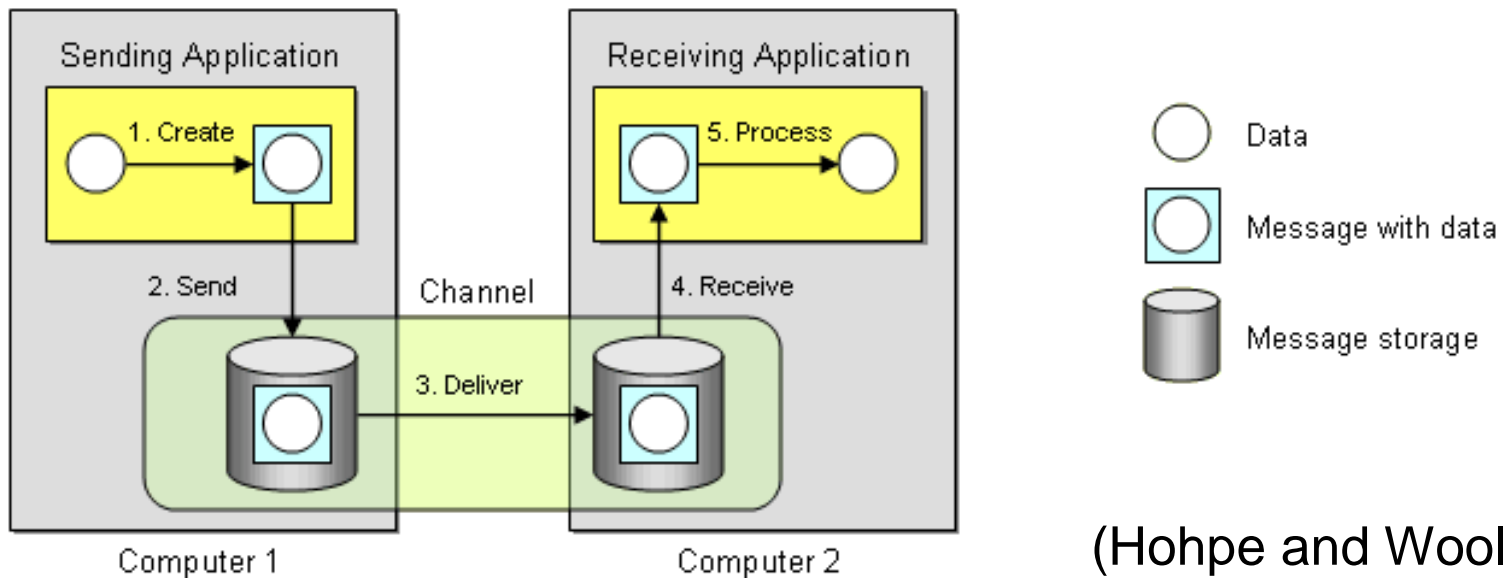 Sending Application
1. Create
2. Send
Channel
3. Deliver
Receiving Application
5. Process
4. Receive
Computer 1
Computer 2
Data
Message with data
Message storage
(Hohpe and Wool